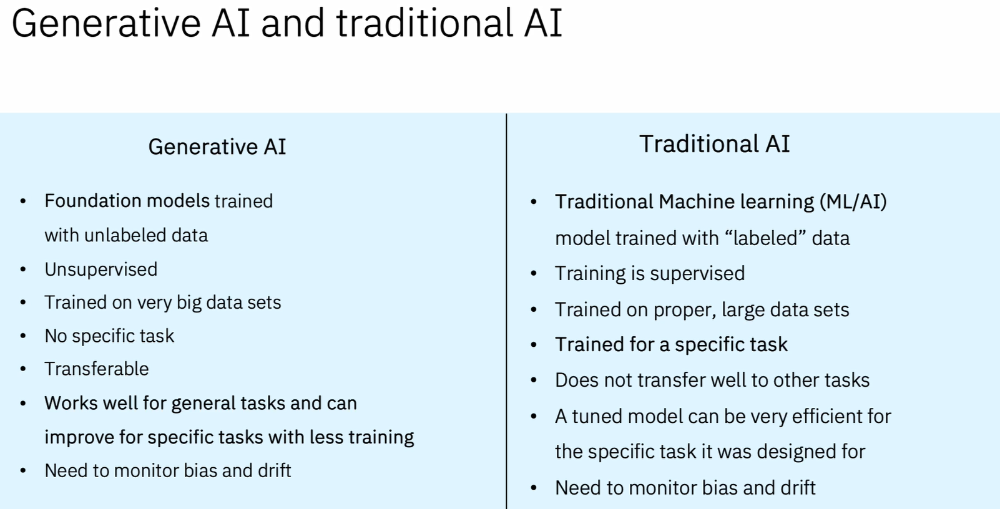 Generative AI and traditional AI
Generative AI
• Foundation models trained
with unlabeled data
• Unsupervised
• Trained on very big data sets
• No specific task
• Transferable
• Works well for general tasks and can
improve for specific tasks with less training
• Need to monitor bias and drift
Traditional AI
• Traditional Machine learning (ML/AI)
model trained with “labeled” data
• Training is supervised
• Trained on proper, large data sets
• Trained for a specific task
• Does not transfer well to other tasks
• A tuned model can be very efficient for
the specific task it was designed for
• Need to monitor bias and drift